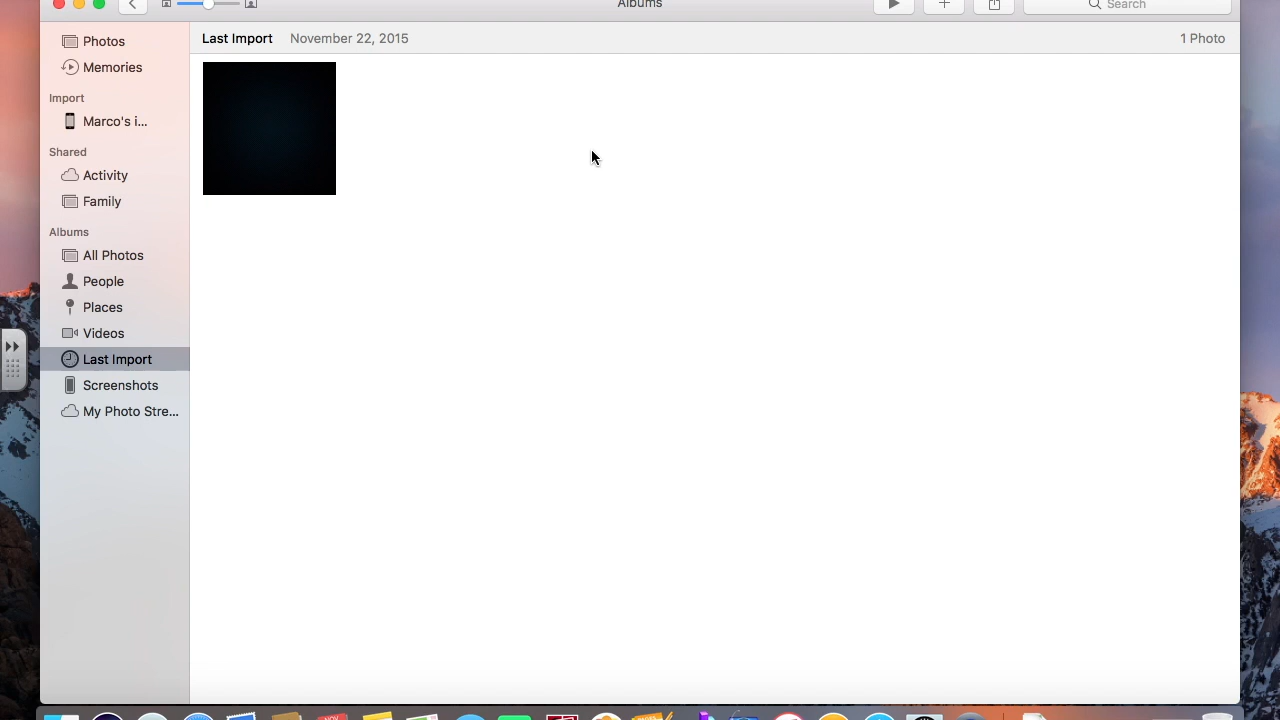 Albums
Search
Photos
Memories
Import
Marco's i...
Shared
Activity
Family
Albums
All Photos
People
Places
Videos
Last Import
Screenshots
My Photo Stre...
Last Import November 22, 2015
1 Photo
NOV